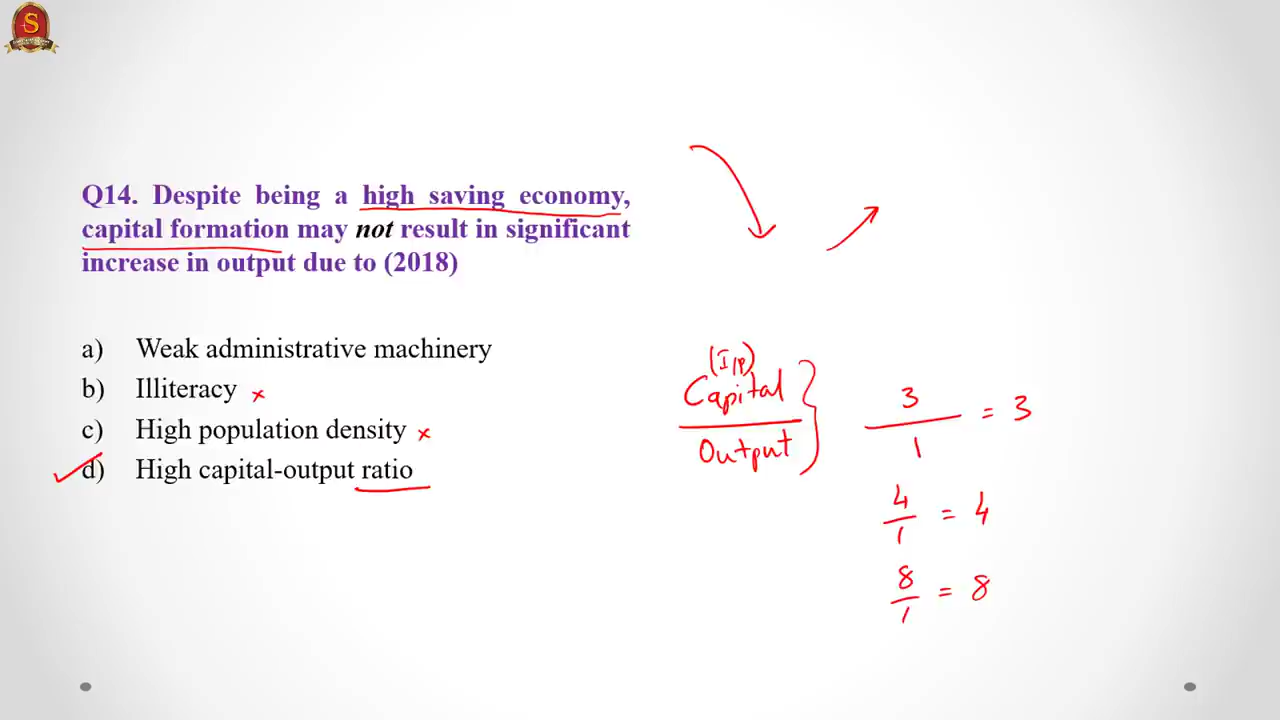 S
Q14. Despite being a high saving economy,
capital formation may not result in significant
increase in output due to (2018)
a) Weak administrative machinery
b) Illiteracy ×
c) High population density ×
d) High capital-output ratio
(I/P)
Capital
Output
3
1
= 3
4
1
= 4
8
1
= 8